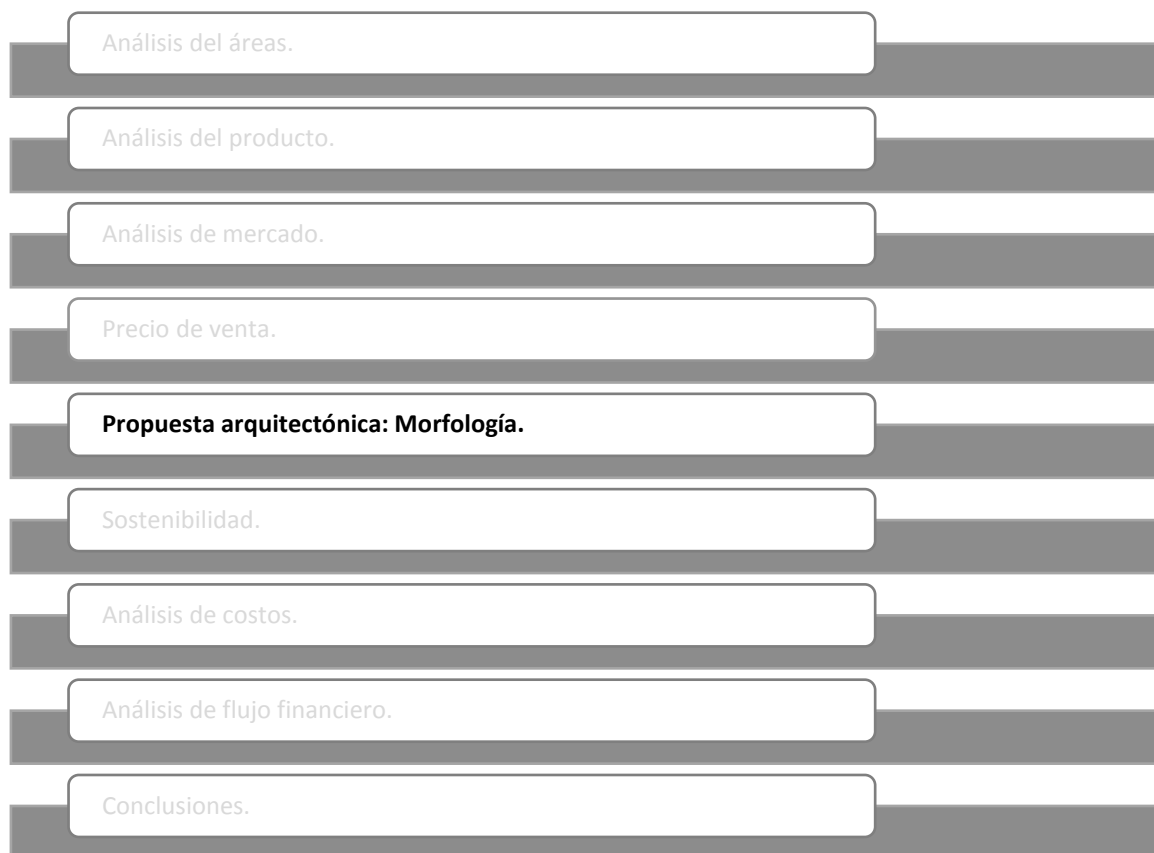 Análisis del áreas.
Análisis del producto.
Análisis de mercado.
Precio de venta.
Propuesta arquitectónica: Morfología.
Sostenibilidad.
Análisis de costos.
Análisis de flujo financiero.
Conclusiones.